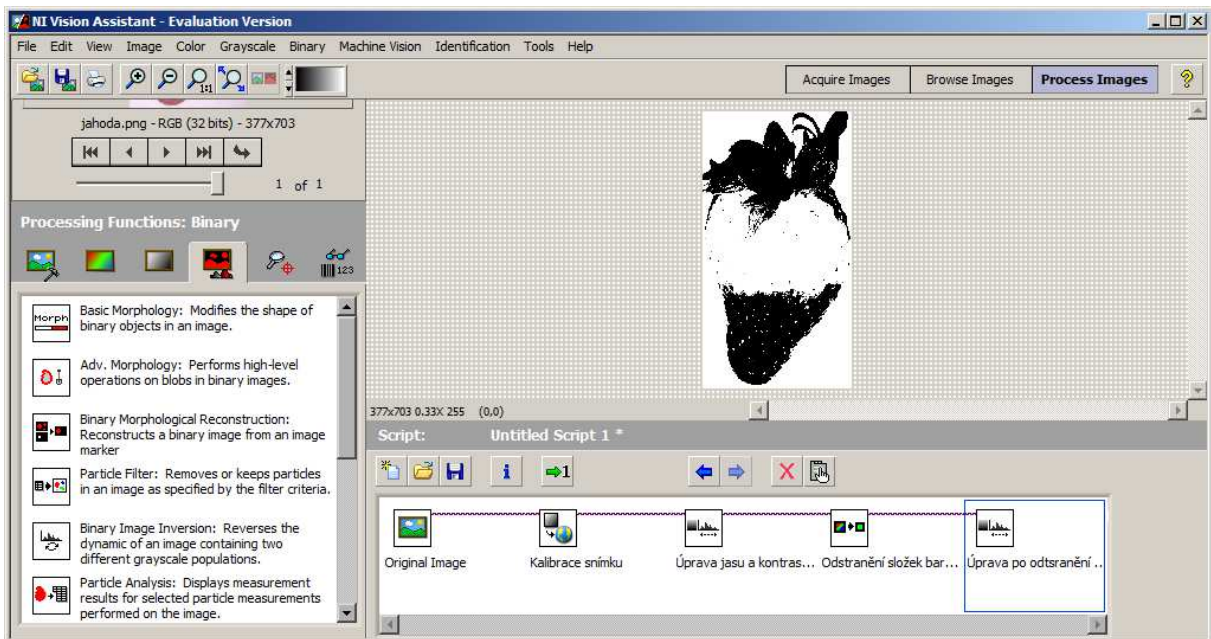 NI Vision Assistant - Evaluation Version
File Edit View Image Color Grayscale Binary Machine Vision Identification Tools Help
1:1
Acquire Images Browse Images Process Images
jahoda.png - RGB (32 bits) - 377x703
1 of 1
Processing Functions: Binary
123
Morph
Basic Morphology: Modifies the shape of
binary objects in an image.
Adv. Morphology: Performs high-level
operations on blobs in binary images.
Binary Morphological Reconstruction:
Reconstructs a binary image from an image
marker
Particle Filter: Removes or keeps particles
in an image as specified by the filter criteria.
Binary Image Inversion: Reverses the
dynamic of an image containing two
different grayscale populations.
Particle Analysis: Displays measurement
results for selected particle measurements
performed on the image.
377x703 0.33X 255 (0,0)
Script: Untitled Script 1 *
1
Original Image
Kalibrace snímku
Úprava jasu a kontras...
Odstranění složek bar...
Úprava po odtsranění ..